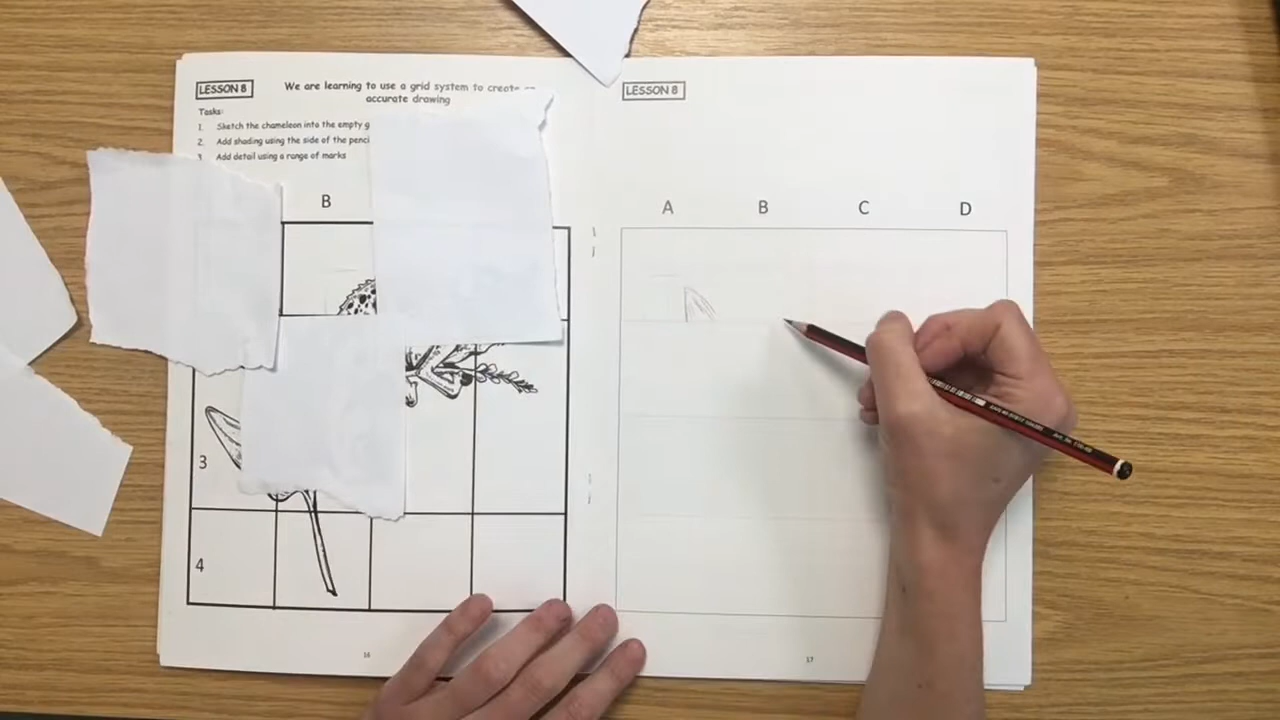 LESSON 8
We are learning to use a grid system to create
accurate drawing
Tasks:
1. Sketch the chameleon into the empty g
2. Add shading using the side of the penci
3. Add detail using a range of marks
B
3
4
16
LESSON 8
A B C D
17